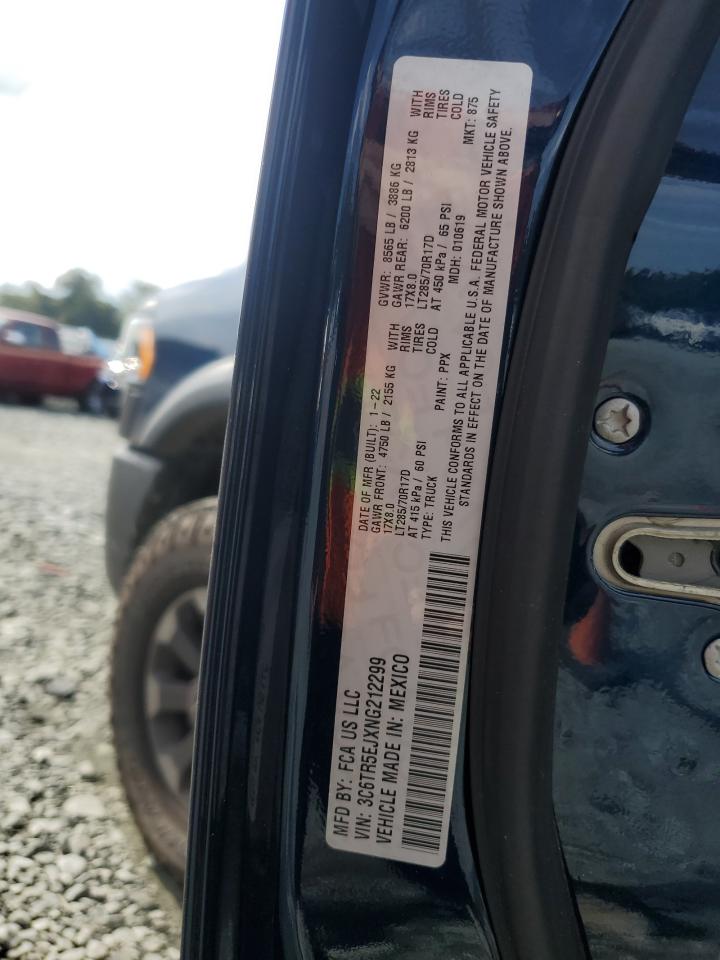 MFD BY: FCA US LLC
VIN: 3C6TR5EJXNG212299
VEHICLE MADE IN: MEXICO
DATE OF MFR (BUILT): 1-22
GAWR FRONT: 4750 LB / 2155 KG WITH
17X8.0 RIMS
LT285/70R17D TIRES
AT 415 kPa / 60 PSI COLD
GVWR: 8565 LB / 3886 KG
GAWR REAR: 6200 LB / 2813 KG WITH
17X8.0 RIMS
LT285/70R17D TIRES
AT 450 kPa / 65 PSI COLD
TYPE: TRUCK PAINT: PPX MDH: 010619 MKT: 875
THIS VEHICLE CONFORMS TO ALL APPLICABLE U.S.A. FEDERAL MOTOR VEHICLE SAFETY
STANDARDS IN EFFECT ON THE DATE OF MANUFACTURE SHOWN ABOVE.